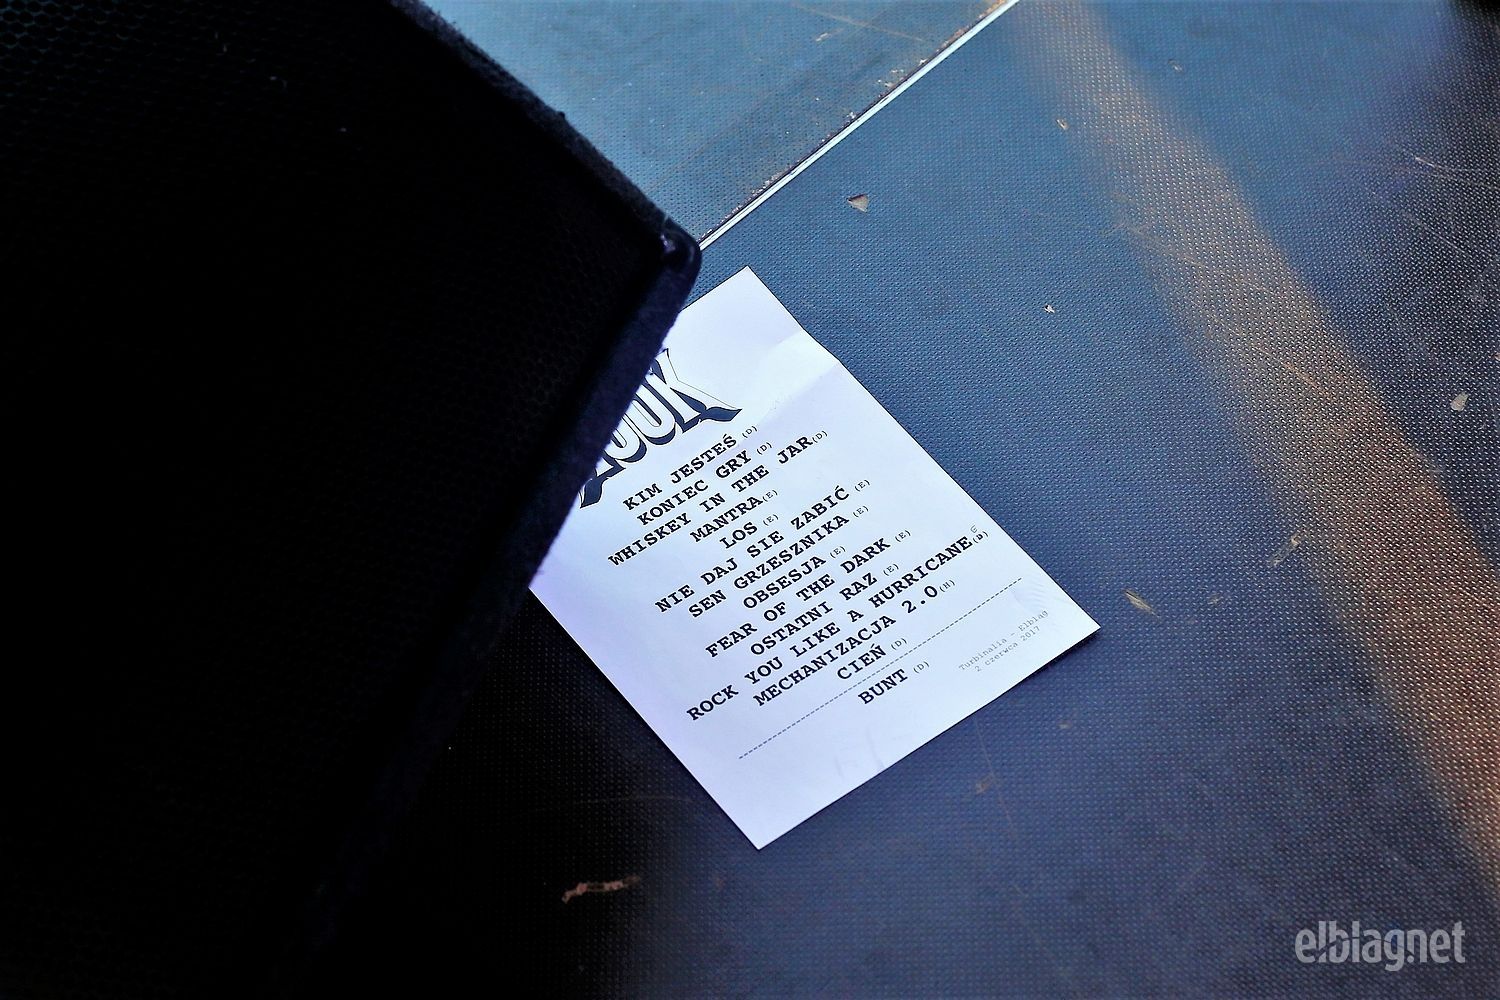 KIM JESTEŚ (D)
KONIEC GRY (D)
WHISKEY IN THE JAR(D)
MANTRA(E)
LOS (E)
NIE DAJ SIE ZABIĆ (E)
SEN GRZESZNIKA (E)
OBSESJA (E)
FEAR OF THE DARK (E)
OSTATNI RAZ (E)
ROCK YOU LIKE A HURRICANE
MECHANIZACJA 2.0(H)
CIEŃ (D)
BUNT (D)
Turbinalia - Elbląg
2 czerwca 2017
elblag.net